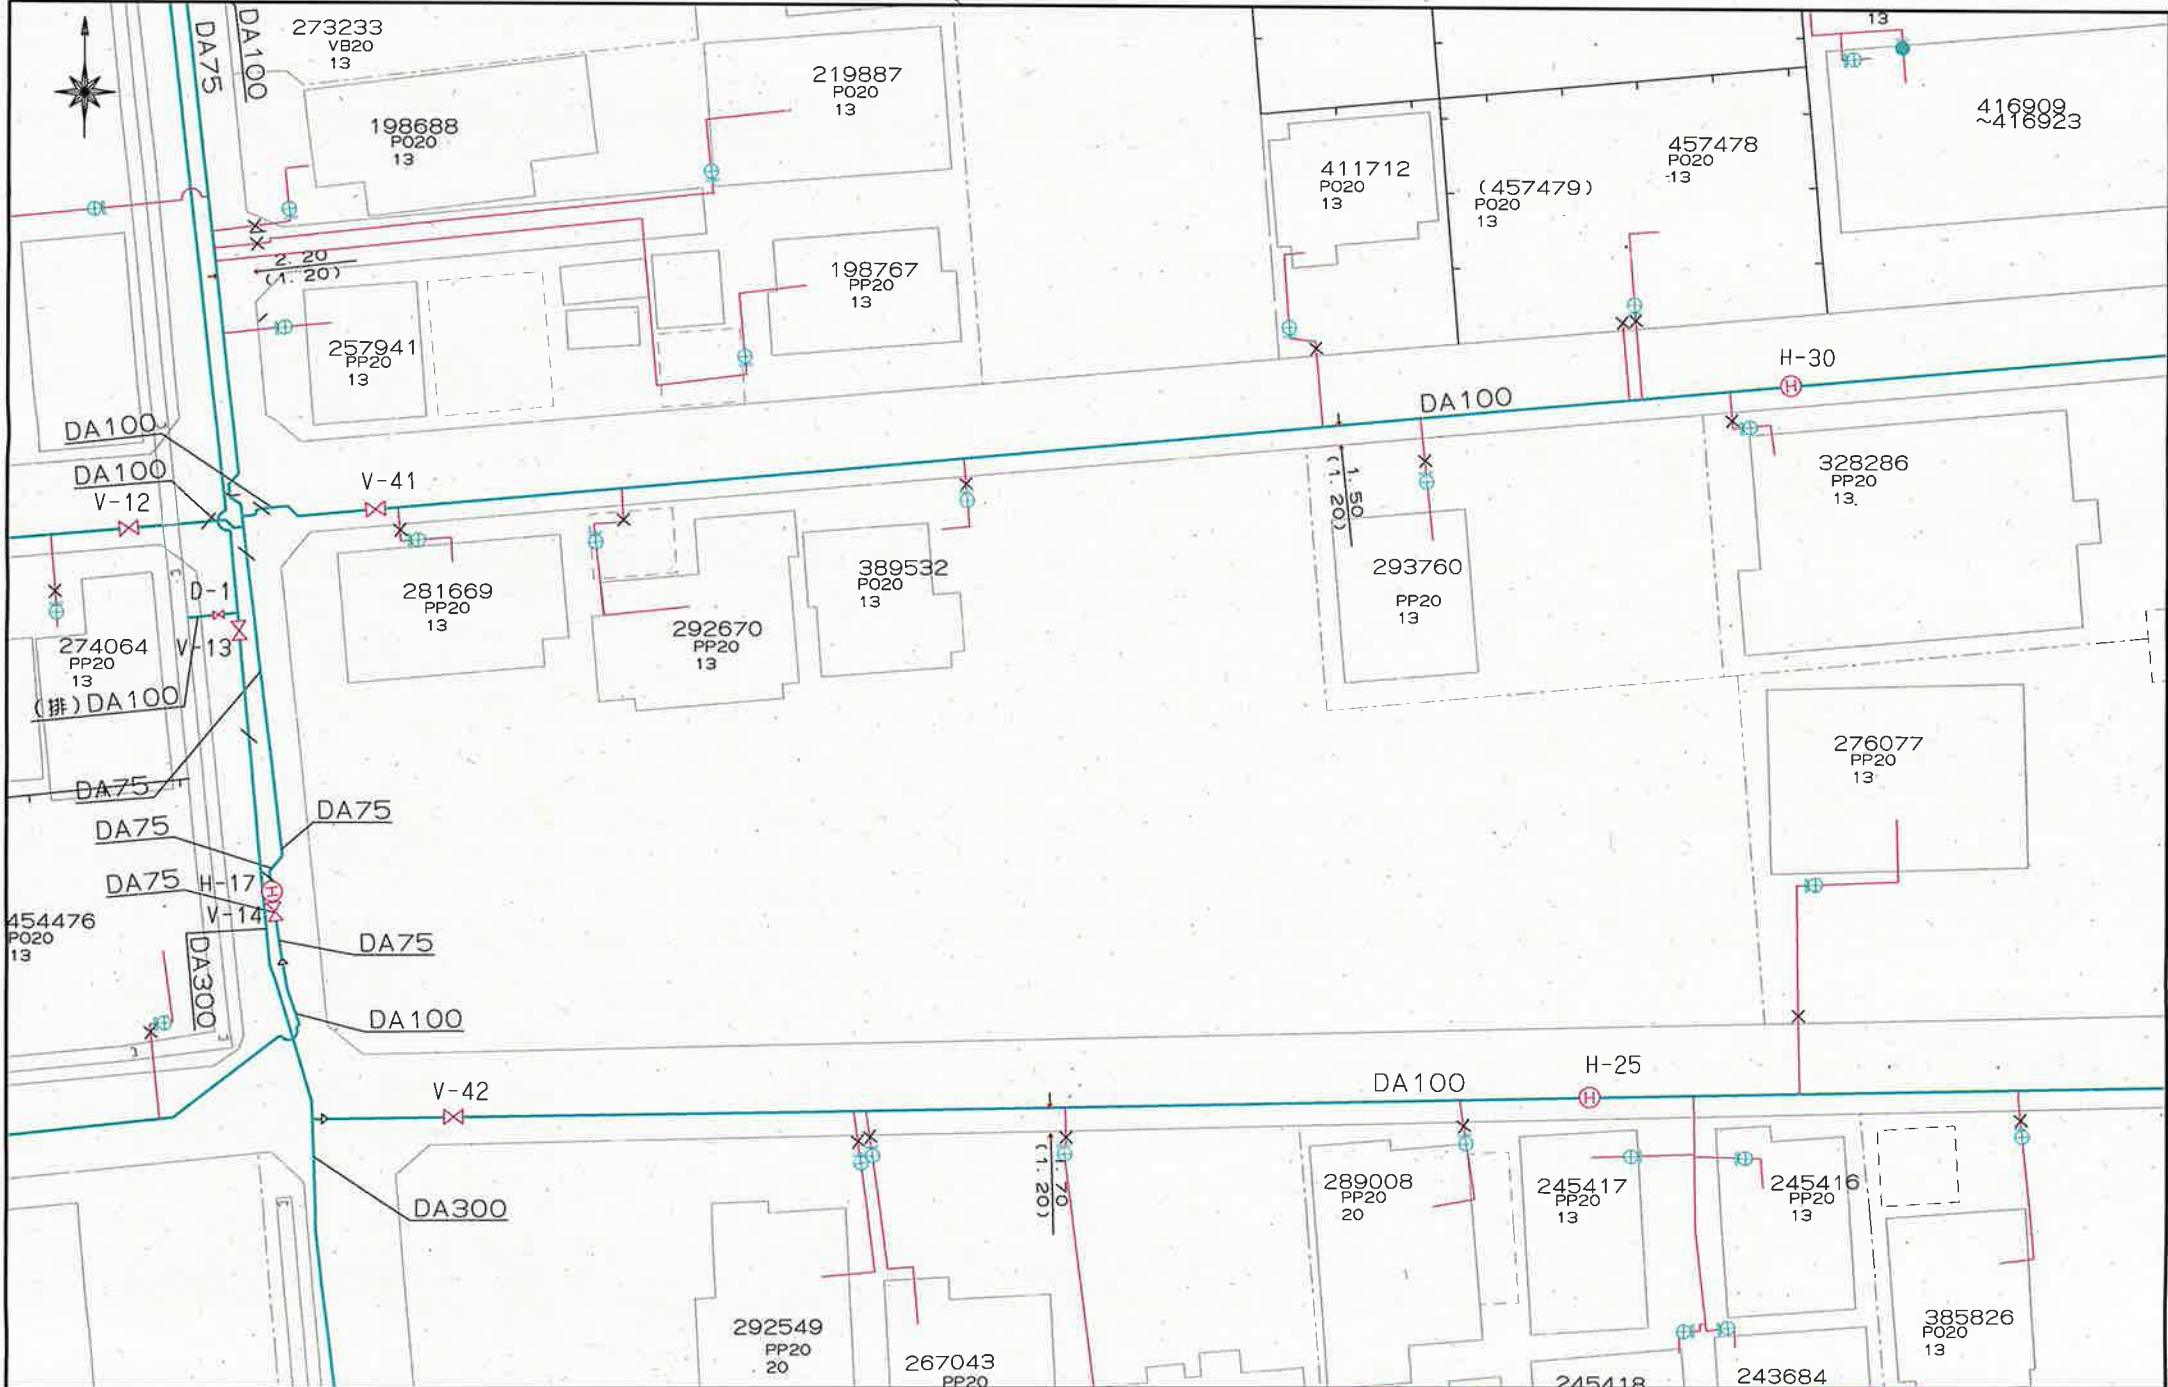 DA75
DA100
273233
VB20
13
198688
PO20
13
219887
PO20
13
13
416909
~416923
411712
PO20
13
(457479)
PO20
13
457478
PO20
13
2.20
(1.20)
198767
PP20
13
257941
PP20
13
H-30
DA100
DA100
DA100
V-12
V-41
328286
PP20
13
1.50
(1.20)
293760
PP20
13
281669
PP20
13
389532
PO20
13
292670
PP20
13
D-1
V-13
274064
PP20
13
(排)DA100
276077
PP20
13
DA75
DA75
DA75
DA75
H-17
V-14
454476
PO20
13
DA75
DA300
DA100
H-25
DA100
V-42
1.70
(1.20)
289008
PP20
20
245417
PP20
13
245416
PP20
13
DA300
292549
PP20
20
267043
PP20
385826
PO20
13
245418
243684